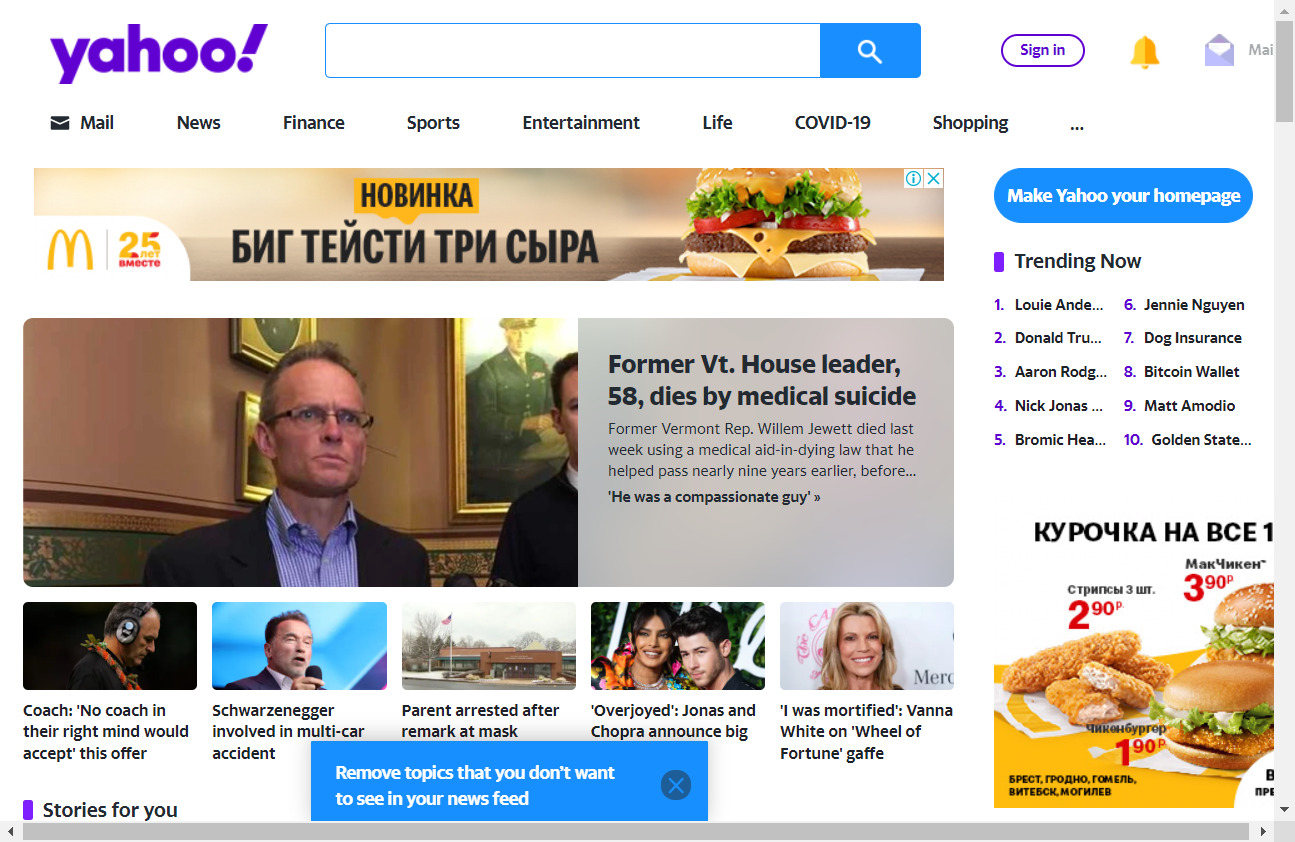 yahoo!
Sign in
Mai
Mail
News
Finance
Sports
Entertainment
Life
COVID-19
Shopping
...
НОВИНКА
БИГ ТЕЙСТИ ТРИ СЫРА
25
лет
вместе
Make Yahoo your homepage
Trending Now
1. Louie Ande...
2. Donald Tru...
3. Aaron Rodg...
4. Nick Jonas ...
5. Bromic Hea...
6. Jennie Nguyen
7. Dog Insurance
8. Bitcoin Wallet
9. Matt Amodio
10. Golden State...
Former Vt. House leader,
58, dies by medical suicide
Former Vermont Rep. Willem Jewett died last
week using a medical aid-in-dying law that he
helped pass nearly nine years earlier, before...
'He was a compassionate guy' »
Coach: 'No coach in
their right mind would
accept' this offer
Schwarzenegger
involved in multi-car
accident
Parent arrested after
remark at mask
'Overjoyed': Jonas and
Chopra announce big
Merc
'I was mortified': Vanna
White on 'Wheel of
Fortune' gaffe
КУРОЧКА НА ВСЕ 1
МакЧикен™
3 90 р.
Стрипсы 3 шт.
2 90 р.
Чикенбургер
1 90 р.
БРЕСТ, ГРОДНО, ГОМЕЛЬ,
ВИТЕБСК, МОГИЛЕВ
В
ПРЕ
Stories for you
Remove topics that you don't want
to see in your news feed